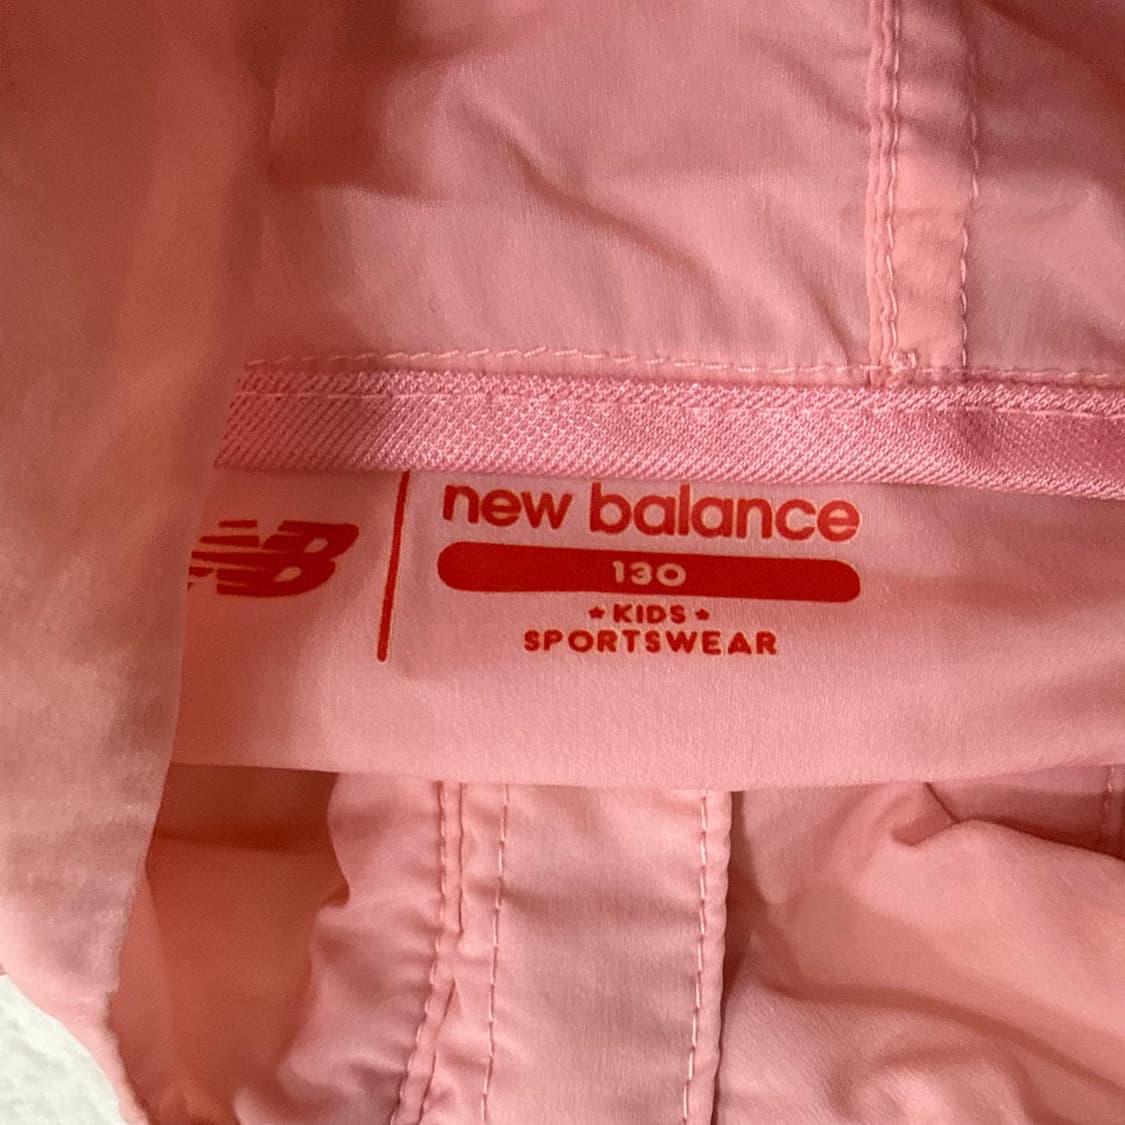 NB
new balance
130
★ KIDS ★
SPORTSWEAR